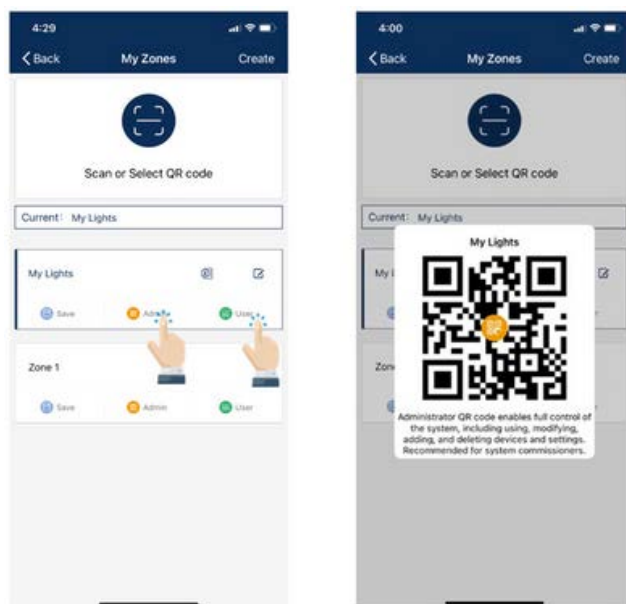 4:29
Back My Zones Create
Scan or Select QR code
Current: My Lights
My Lights
Save Admin User
Zone 1
Save Admin User
4:00
Back My Zones Create
Scan or Select QR code
Current: My Lights
My Lights
Administrator QR code enables full control of
the system, including using, modifying,
adding, and deleting devices and settings.
Recommended for system commissioners.